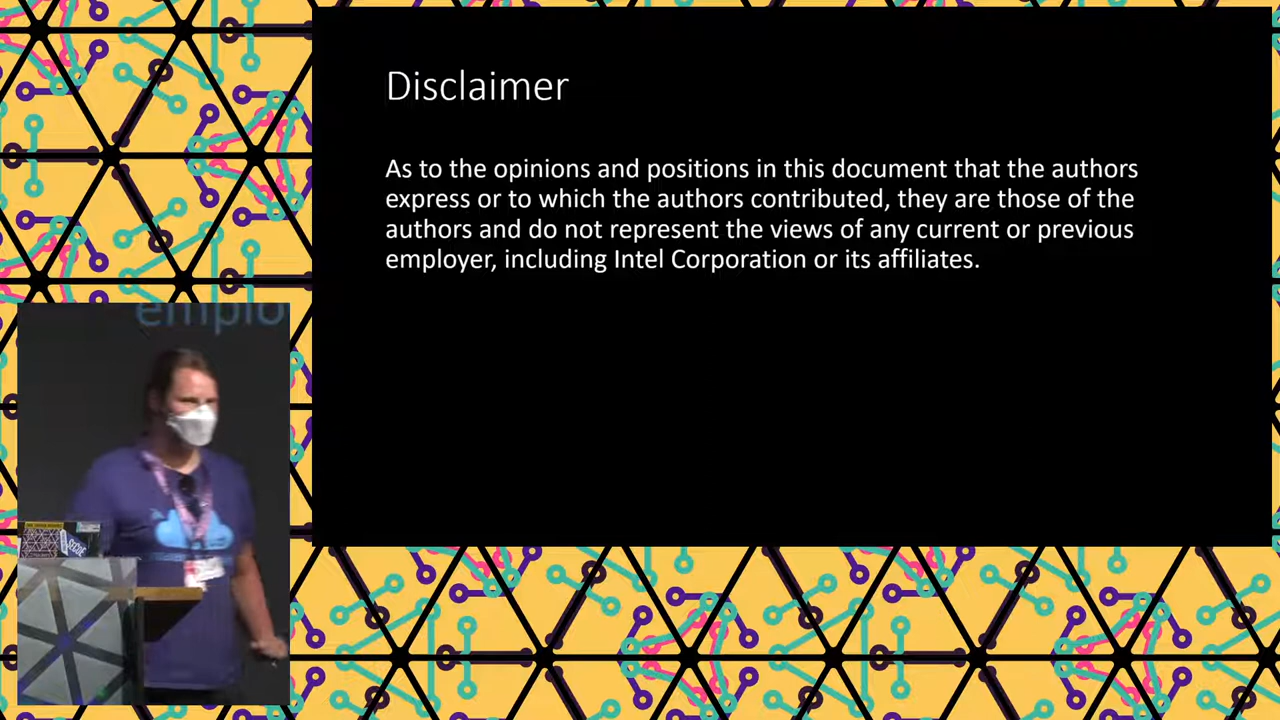 Disclaimer
As to the opinions and positions in this document that the authors
express or to which the authors contributed, they are those of the
authors and do not represent the views of any current or previous
employer, including Intel Corporation or its affiliates.
emplo